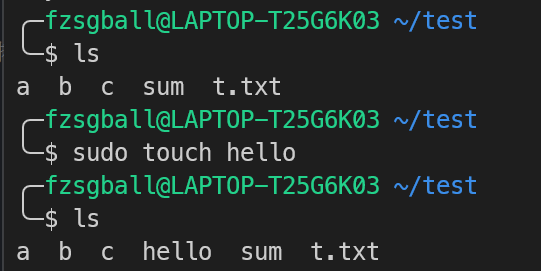 fzsgball@LAPTOP-T25G6K03 ~/test
$ ls
a  b  c  sum  t.txt
fzsgball@LAPTOP-T25G6K03 ~/test
$ sudo touch hello
fzsgball@LAPTOP-T25G6K03 ~/test
$ ls
a  b  c  hello  sum  t.txt